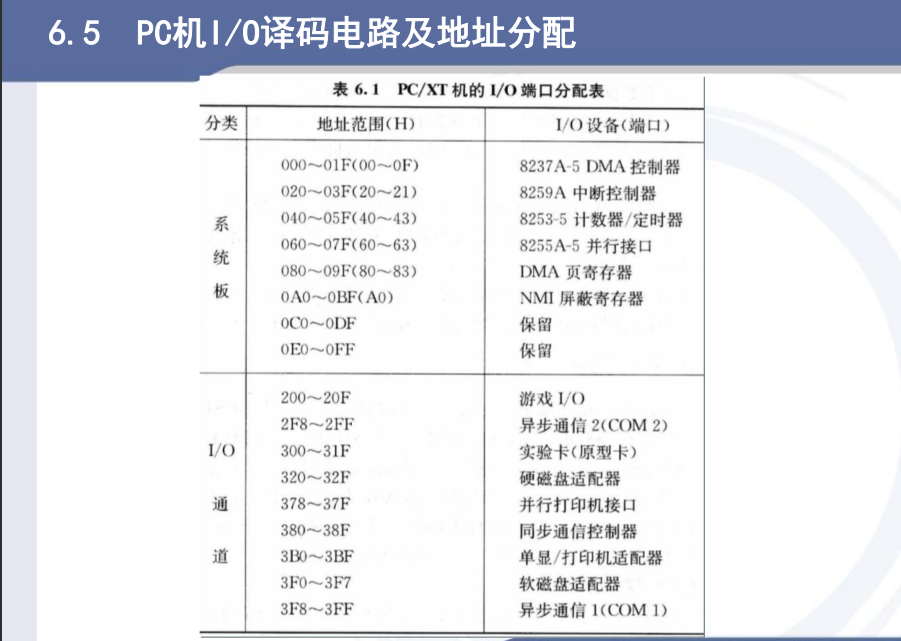 6.5 PC机I/O译码电路及地址分配
表 6.1 PC/XT 机的 I/O 端口分配表
分类 地址范围(H) I/O 设备(端口)
系统板
000～01F(00～0F) 8237A-5 DMA 控制器
020～03F(20～21) 8259A 中断控制器
040～05F(40～43) 8253-5 计数器/定时器
060～07F(60～63) 8255A-5 并行接口
080～09F(80～83) DMA 页寄存器
0A0～0BF(A0) NMI 屏蔽寄存器
0C0～0DF 保留
0E0～0FF 保留
I/O 通道
200～20F 游戏 I/O
2F8～2FF 异步通信 2(COM 2)
300～31F 实验卡(原型卡)
320～32F 硬磁盘适配器
378～37F 并行打印机接口
380～38F 同步通信控制器
3B0～3BF 单显/打印机适配器
3F0～3F7 软磁盘适配器
3F8～3FF 异步通信 1(COM 1)